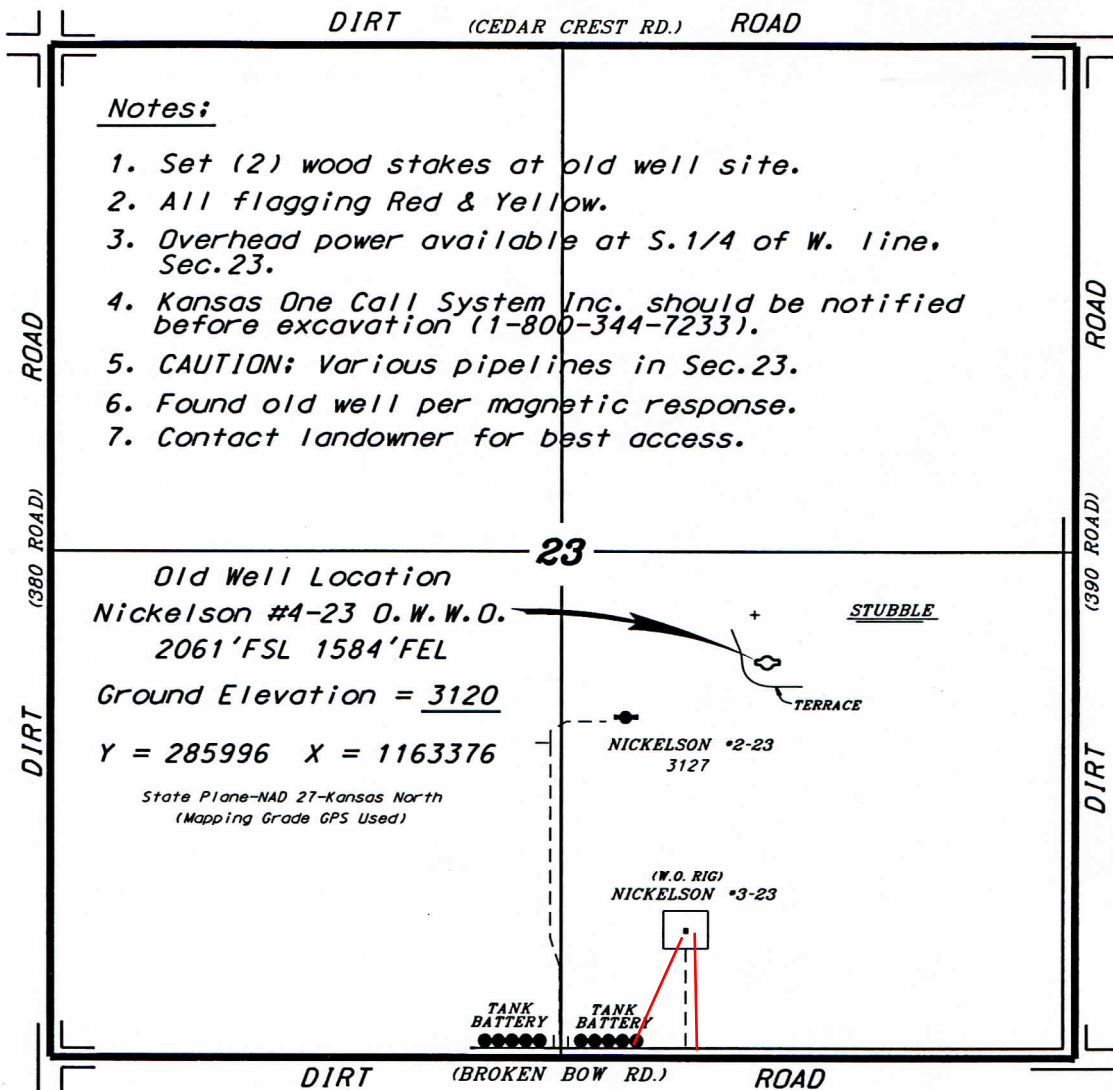 DIRT (CEDAR CREST RD.) ROAD
Notes:
1. Set (2) wood stakes at old well site.
2. All flagging Red & Yellow.
3. Overhead power available at S.1/4 of W. line,
Sec.23.
4. Kansas One Call System Inc. should be notified
before excavation (1-800-344-7233).
5. CAUTION: Various pipelines in Sec.23.
6. Found old well per magnetic response.
7. Contact landowner for best access.
ROAD
(380 ROAD)
DIRT
ROAD
(390 ROAD)
DIRT
23
Old Well Location
Nickelson #4-23 O.W.W.O.
2061'FSL 1584'FEL
Ground Elevation = 3120
Y = 285996 X = 1163376
State Plane-NAD 27-Kansas North
(Mapping Grade GPS Used)
STUBBLE
TERRACE
NICKELSON #2-23
3127
(W.O. RIG)
NICKELSON #3-23
TANK
BATTERY
TANK
BATTERY
DIRT (BROKEN BOW RD.) ROAD